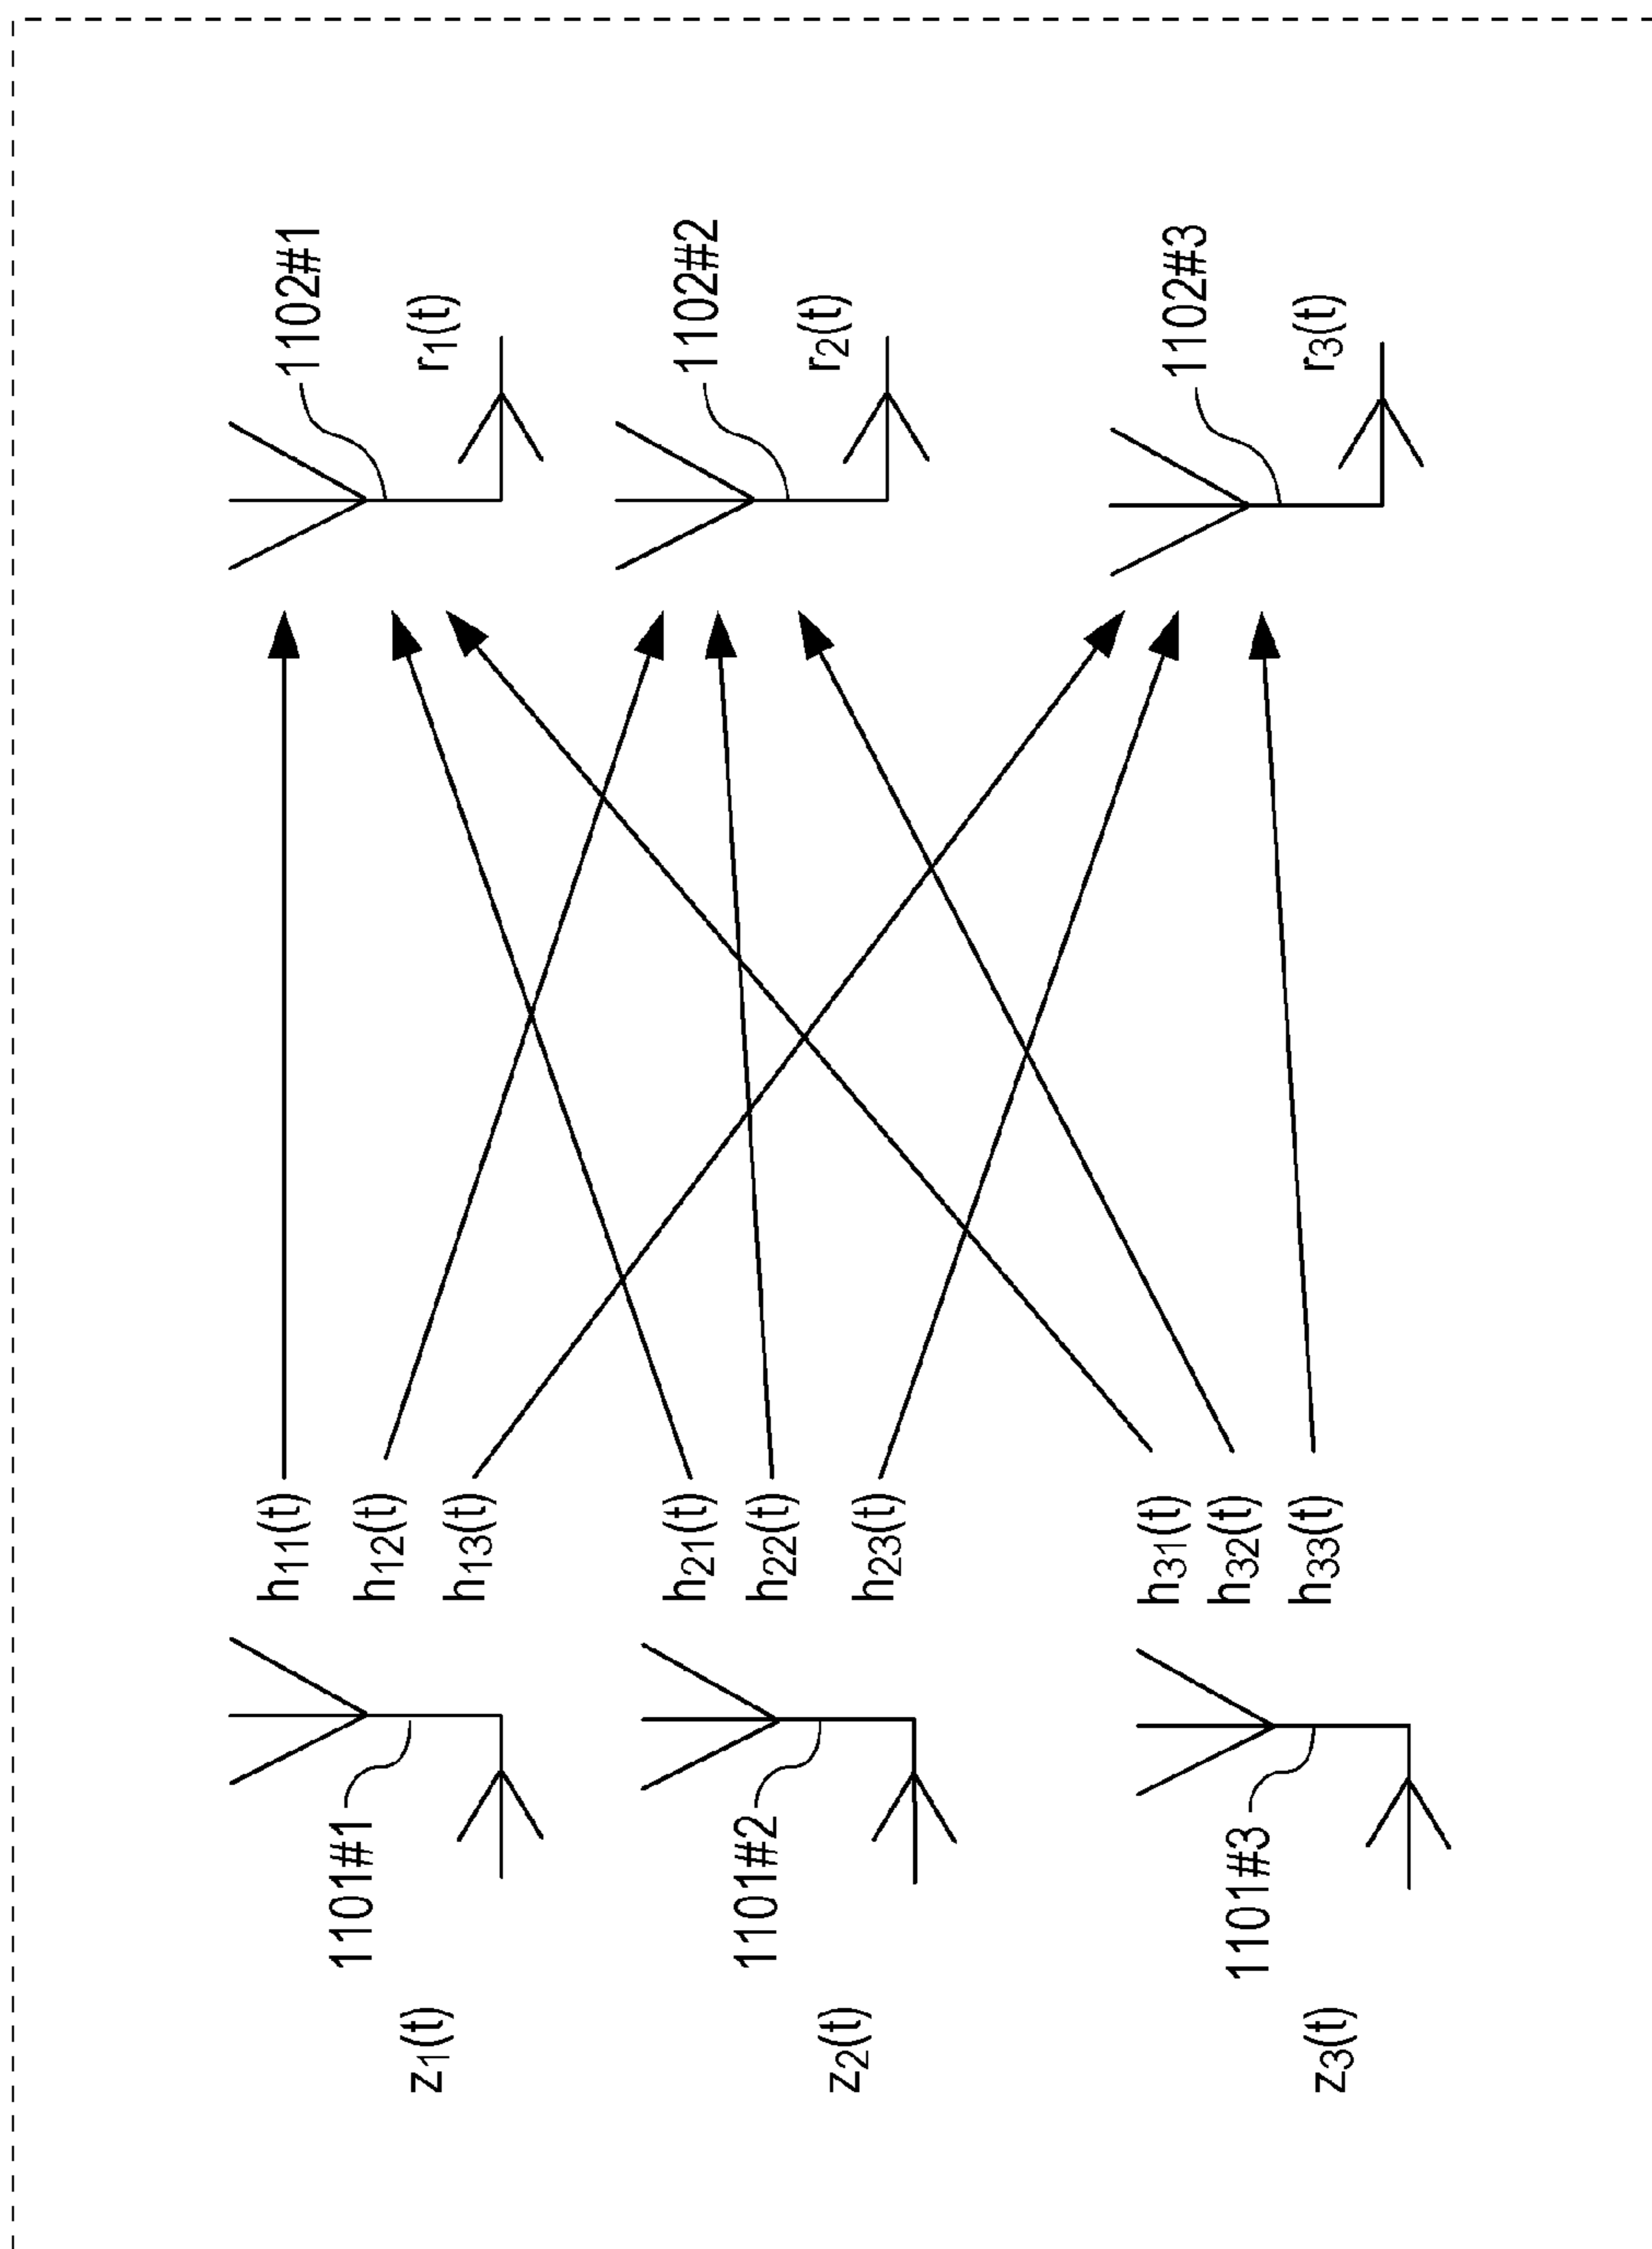 z1(t)
1101#1
h11(t)
h12(t)
h13(t)
1102#1
r1(t)
z2(t)
1101#2
h21(t)
h22(t)
h23(t)
1102#2
r2(t)
z3(t)
1101#3
h31(t)
h32(t)
h33(t)
1102#3
r3(t)